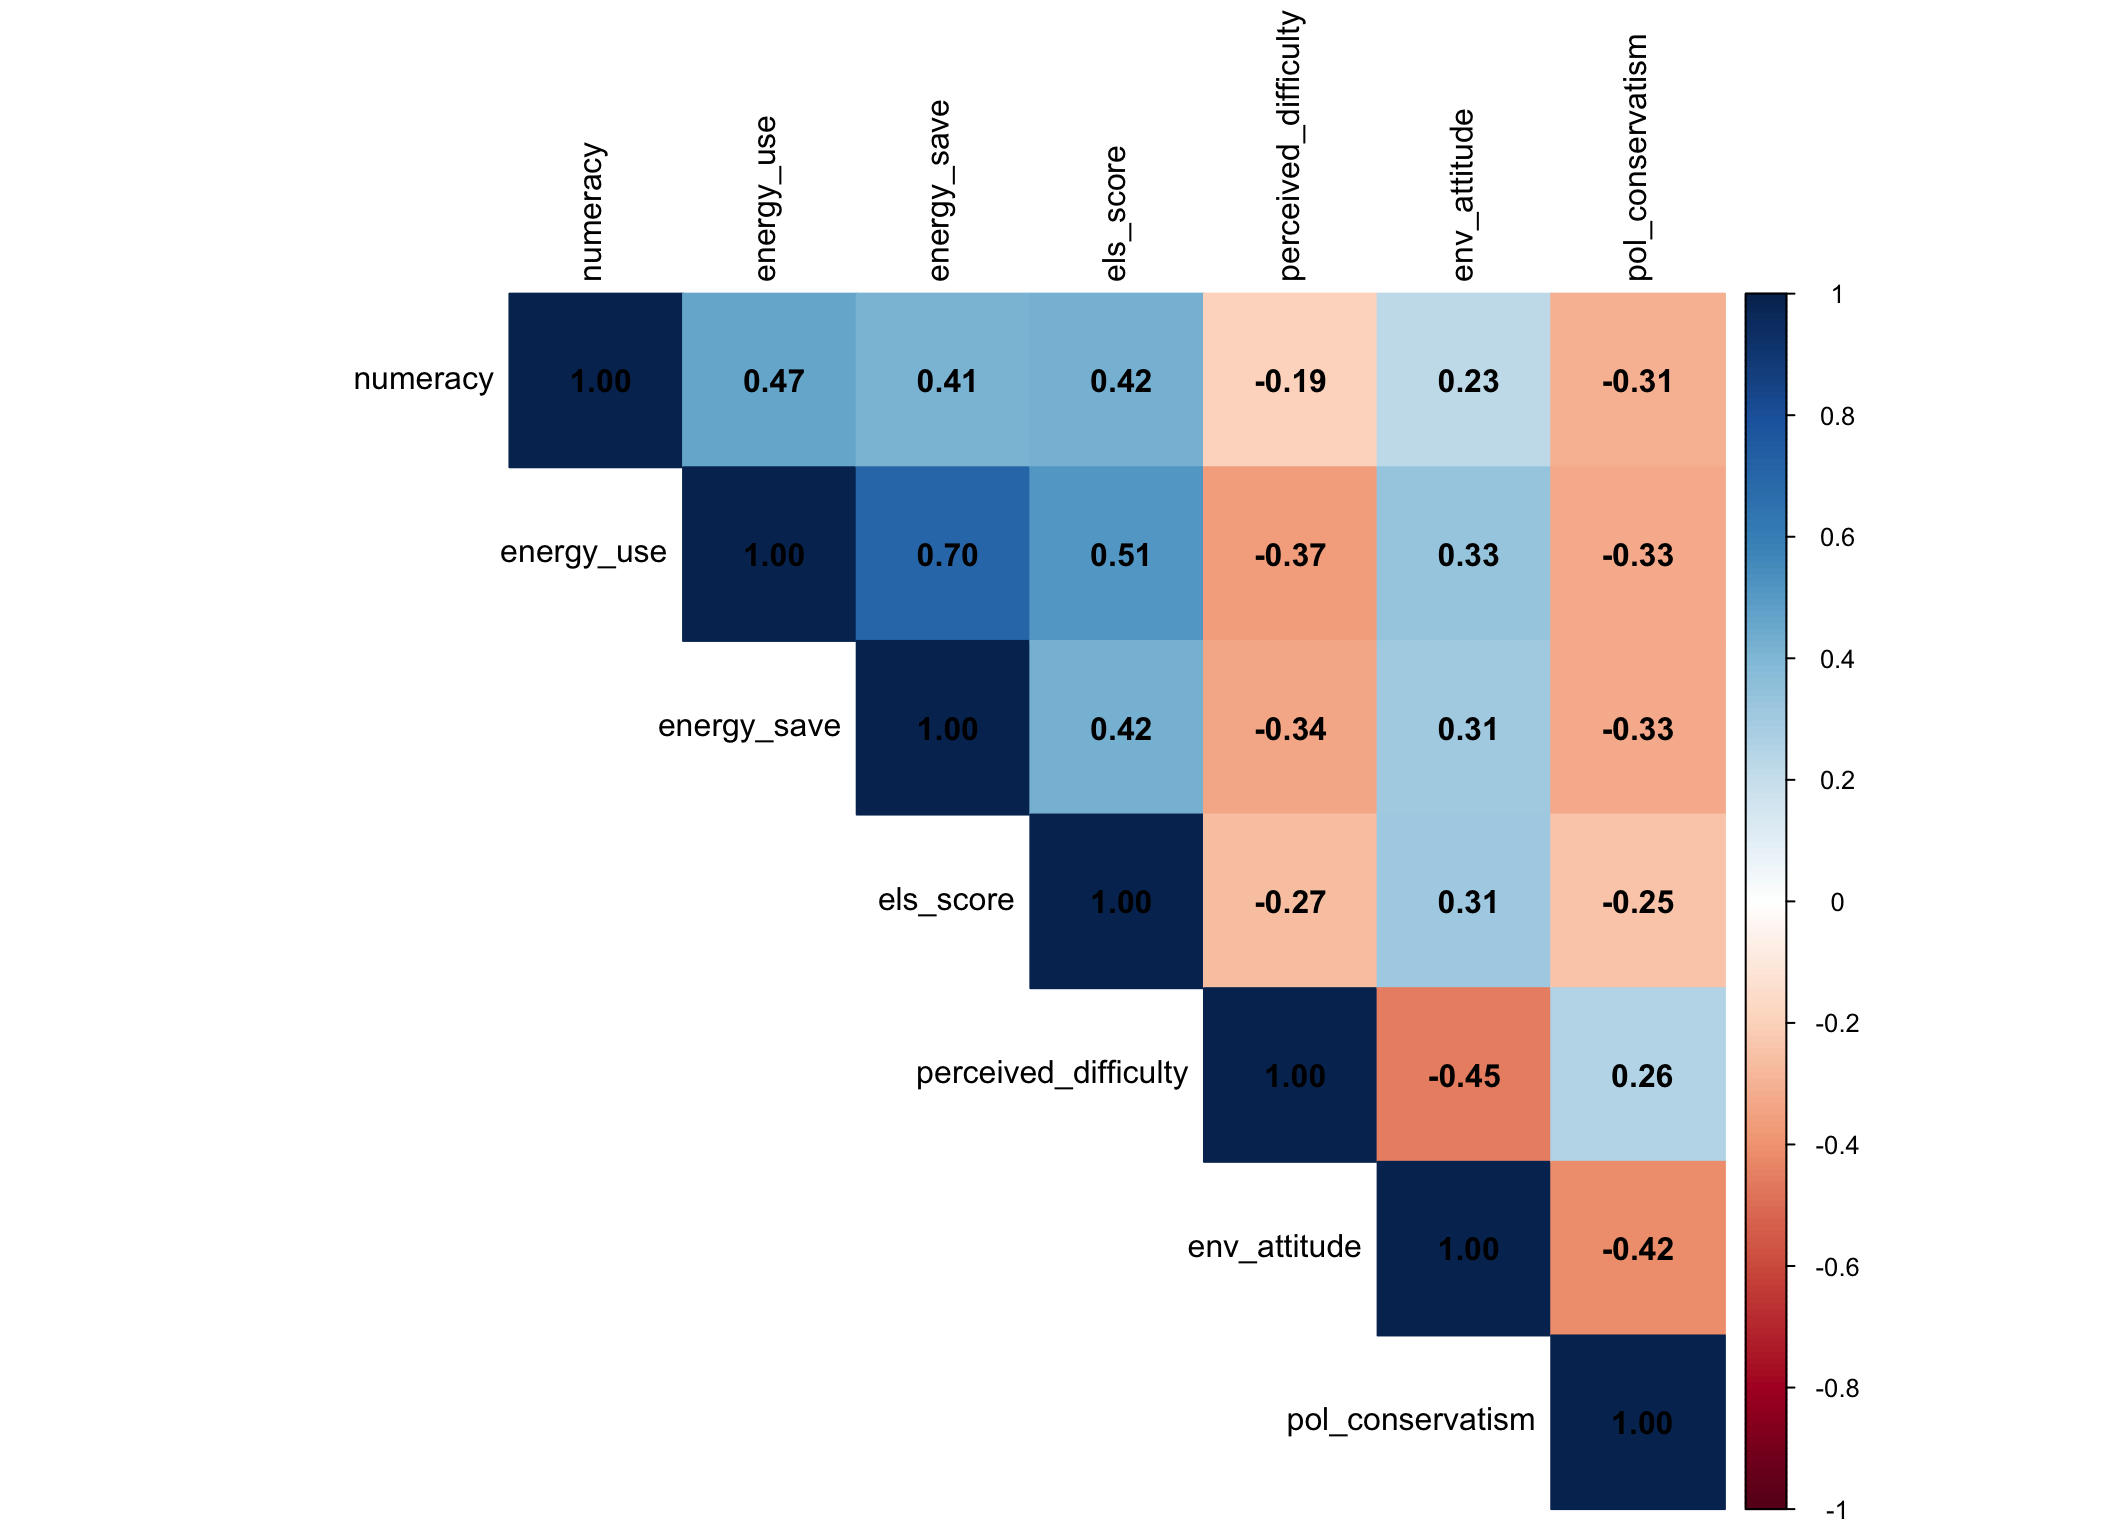 numeracy
energy_use
energy_save
els_score
perceived_difficulty
env_attitude
pol_conservatism
numeracy 1.00 0.47 0.41 0.42 -0.19 0.23 -0.31
energy_use 1.00 0.70 0.51 -0.37 0.33 -0.33
energy_save 1.00 0.42 -0.34 0.31 -0.33
els_score 1.00 -0.27 0.31 -0.25
perceived_difficulty 1.00 -0.45 0.26
env_attitude 1.00 -0.42
pol_conservatism 1.00
1
0.8
0.6
0.4
0.2
0
-0.2
-0.4
-0.6
-0.8
-1